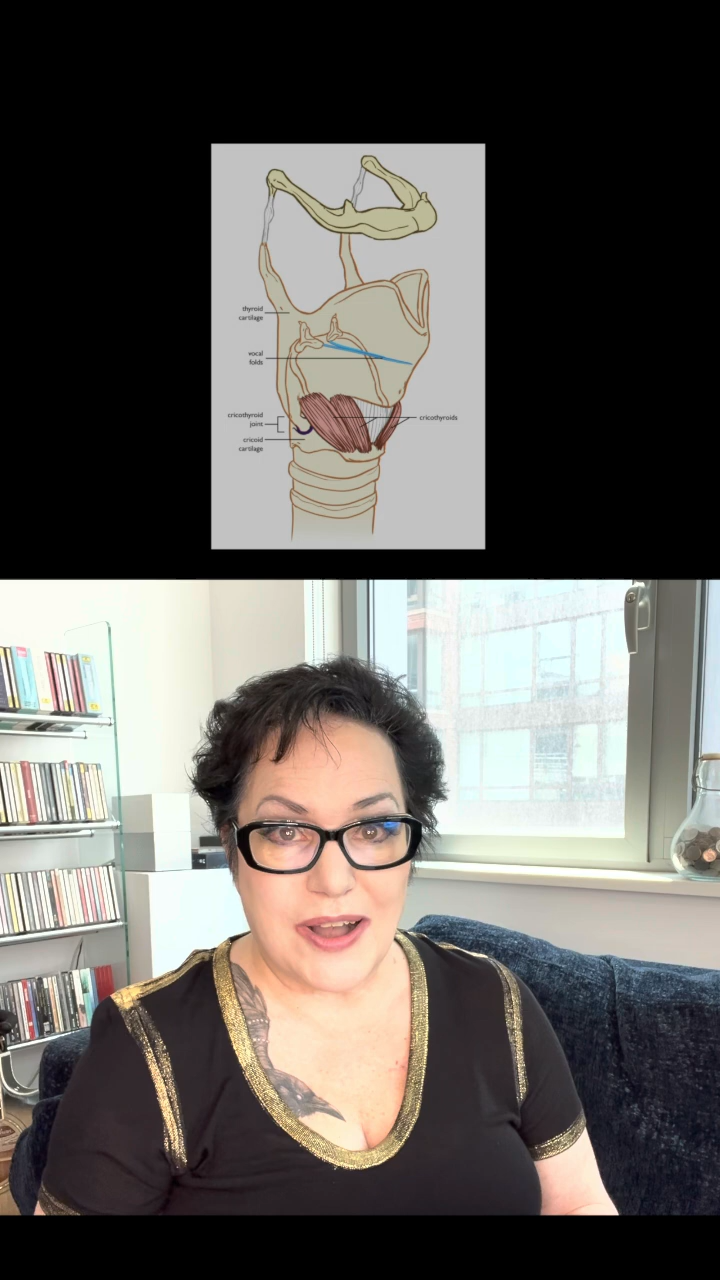 thyroid
cartilage
vocal
folds
cricothyroid
joint
cricothyroids
cricoid
cartilage